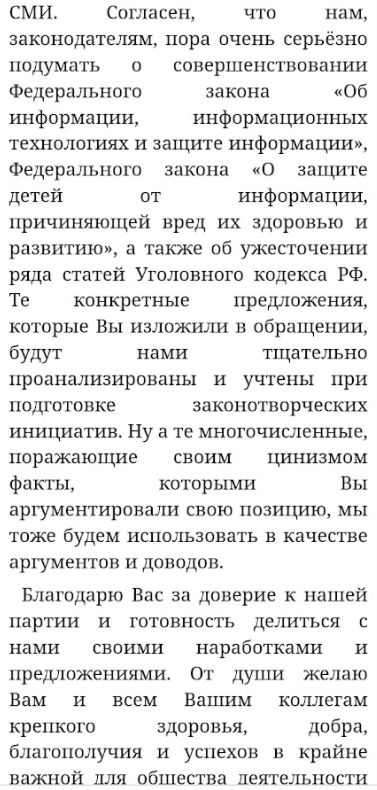 СМИ. Согласен, что нам,
законодателям, пора очень серьёзно
подумать о совершенствовании
Федерального закона «Об
информации, информационных
технологиях и защите информации»,
Федерального закона «О защите
детей от информации,
причиняющей вред их здоровью и
развитию», а также об ужесточении
ряда статей Уголовного кодекса РФ.
Те конкретные предложения,
которые Вы изложили в обращении,
будут нами тщательно
проанализированы и учтены при
подготовке законотворческих
инициатив. Ну а те многочисленные,
поражающие своим цинизмом
факты, которыми Вы
аргументировали свою позицию, мы
тоже будем использовать в качестве
аргументов и доводов.
Благодарю Вас за доверие к нашей
партии и готовность делиться с
нами своими наработками и
предложениями. От души желаю
Вам и всем Вашим коллегам
крепкого здоровья, добра,
благополучия и успехов в крайне
важной для общества деятельности